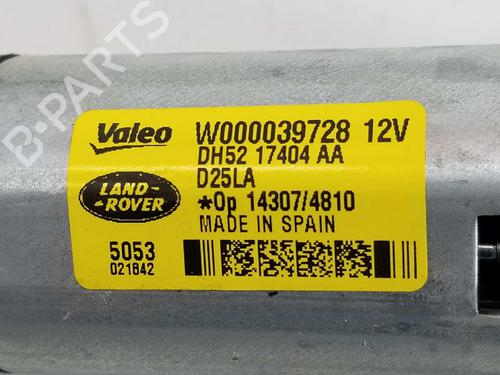 B-PARTS
Valeo W000039728 12V
DH52 17404 AA
D25LA
*Op 14307/4810
MADE IN SPAIN
LAND-
ROVER
5053
021842